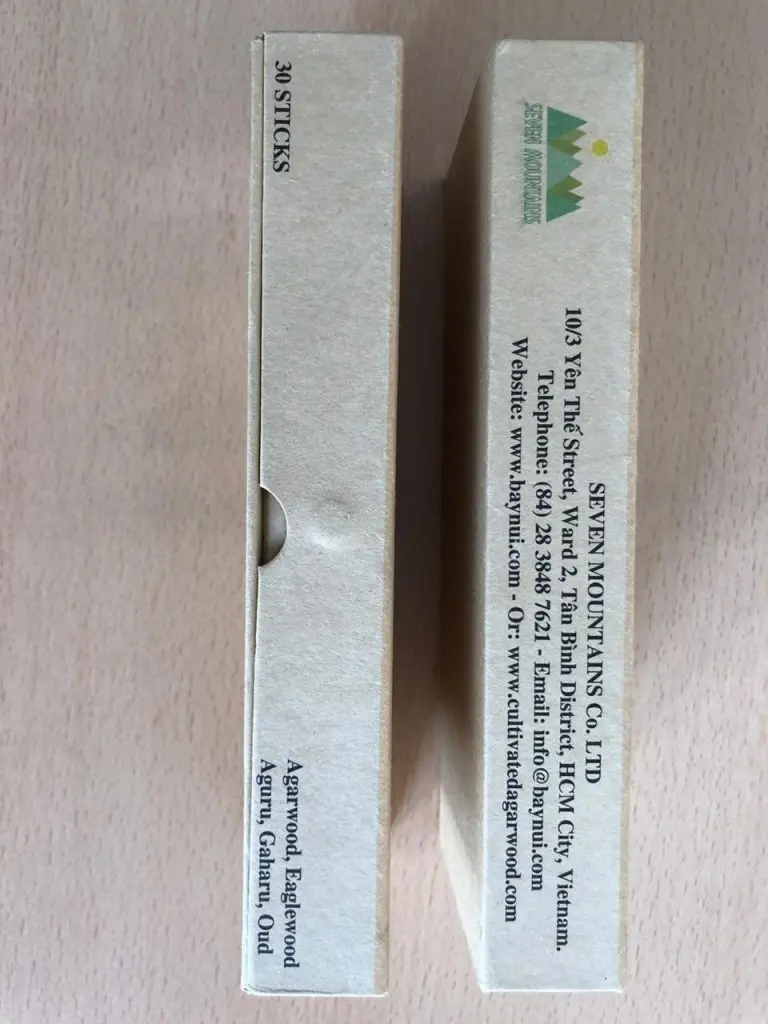 30 STICKS
Agarwood, Eaglewood
Aguru, Gaharu, Oud
SEVEN MOUNTAINS
SEVEN MOUNTAINS Co. LTD
10/3 Yên Thế Street, Ward 2, Tân Bình District, HCM City, Vietnam.
Telephone: (84) 28 3848 7621 - Email: info@baynui.com
Website: www.baynui.com - Or: www.cultivatedagarwood.com